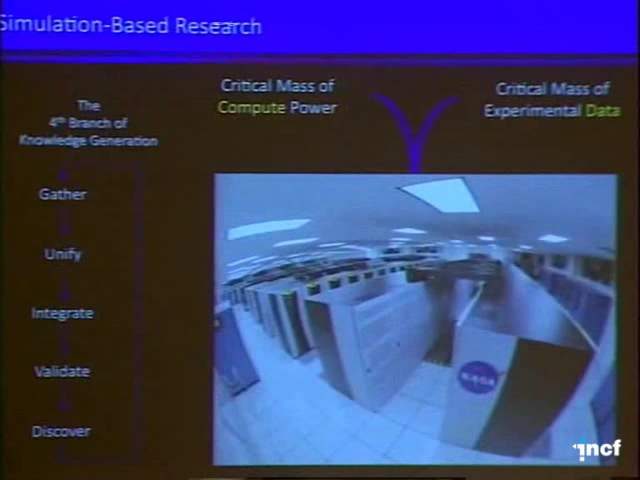 Simulation-Based Research
The
4th Branch of
Knowledge Generation
Gather
Unify
Integrate
Validate
Discover
Critical Mass of
Compute Power
Critical Mass of
Experimental Data
NASA
incf